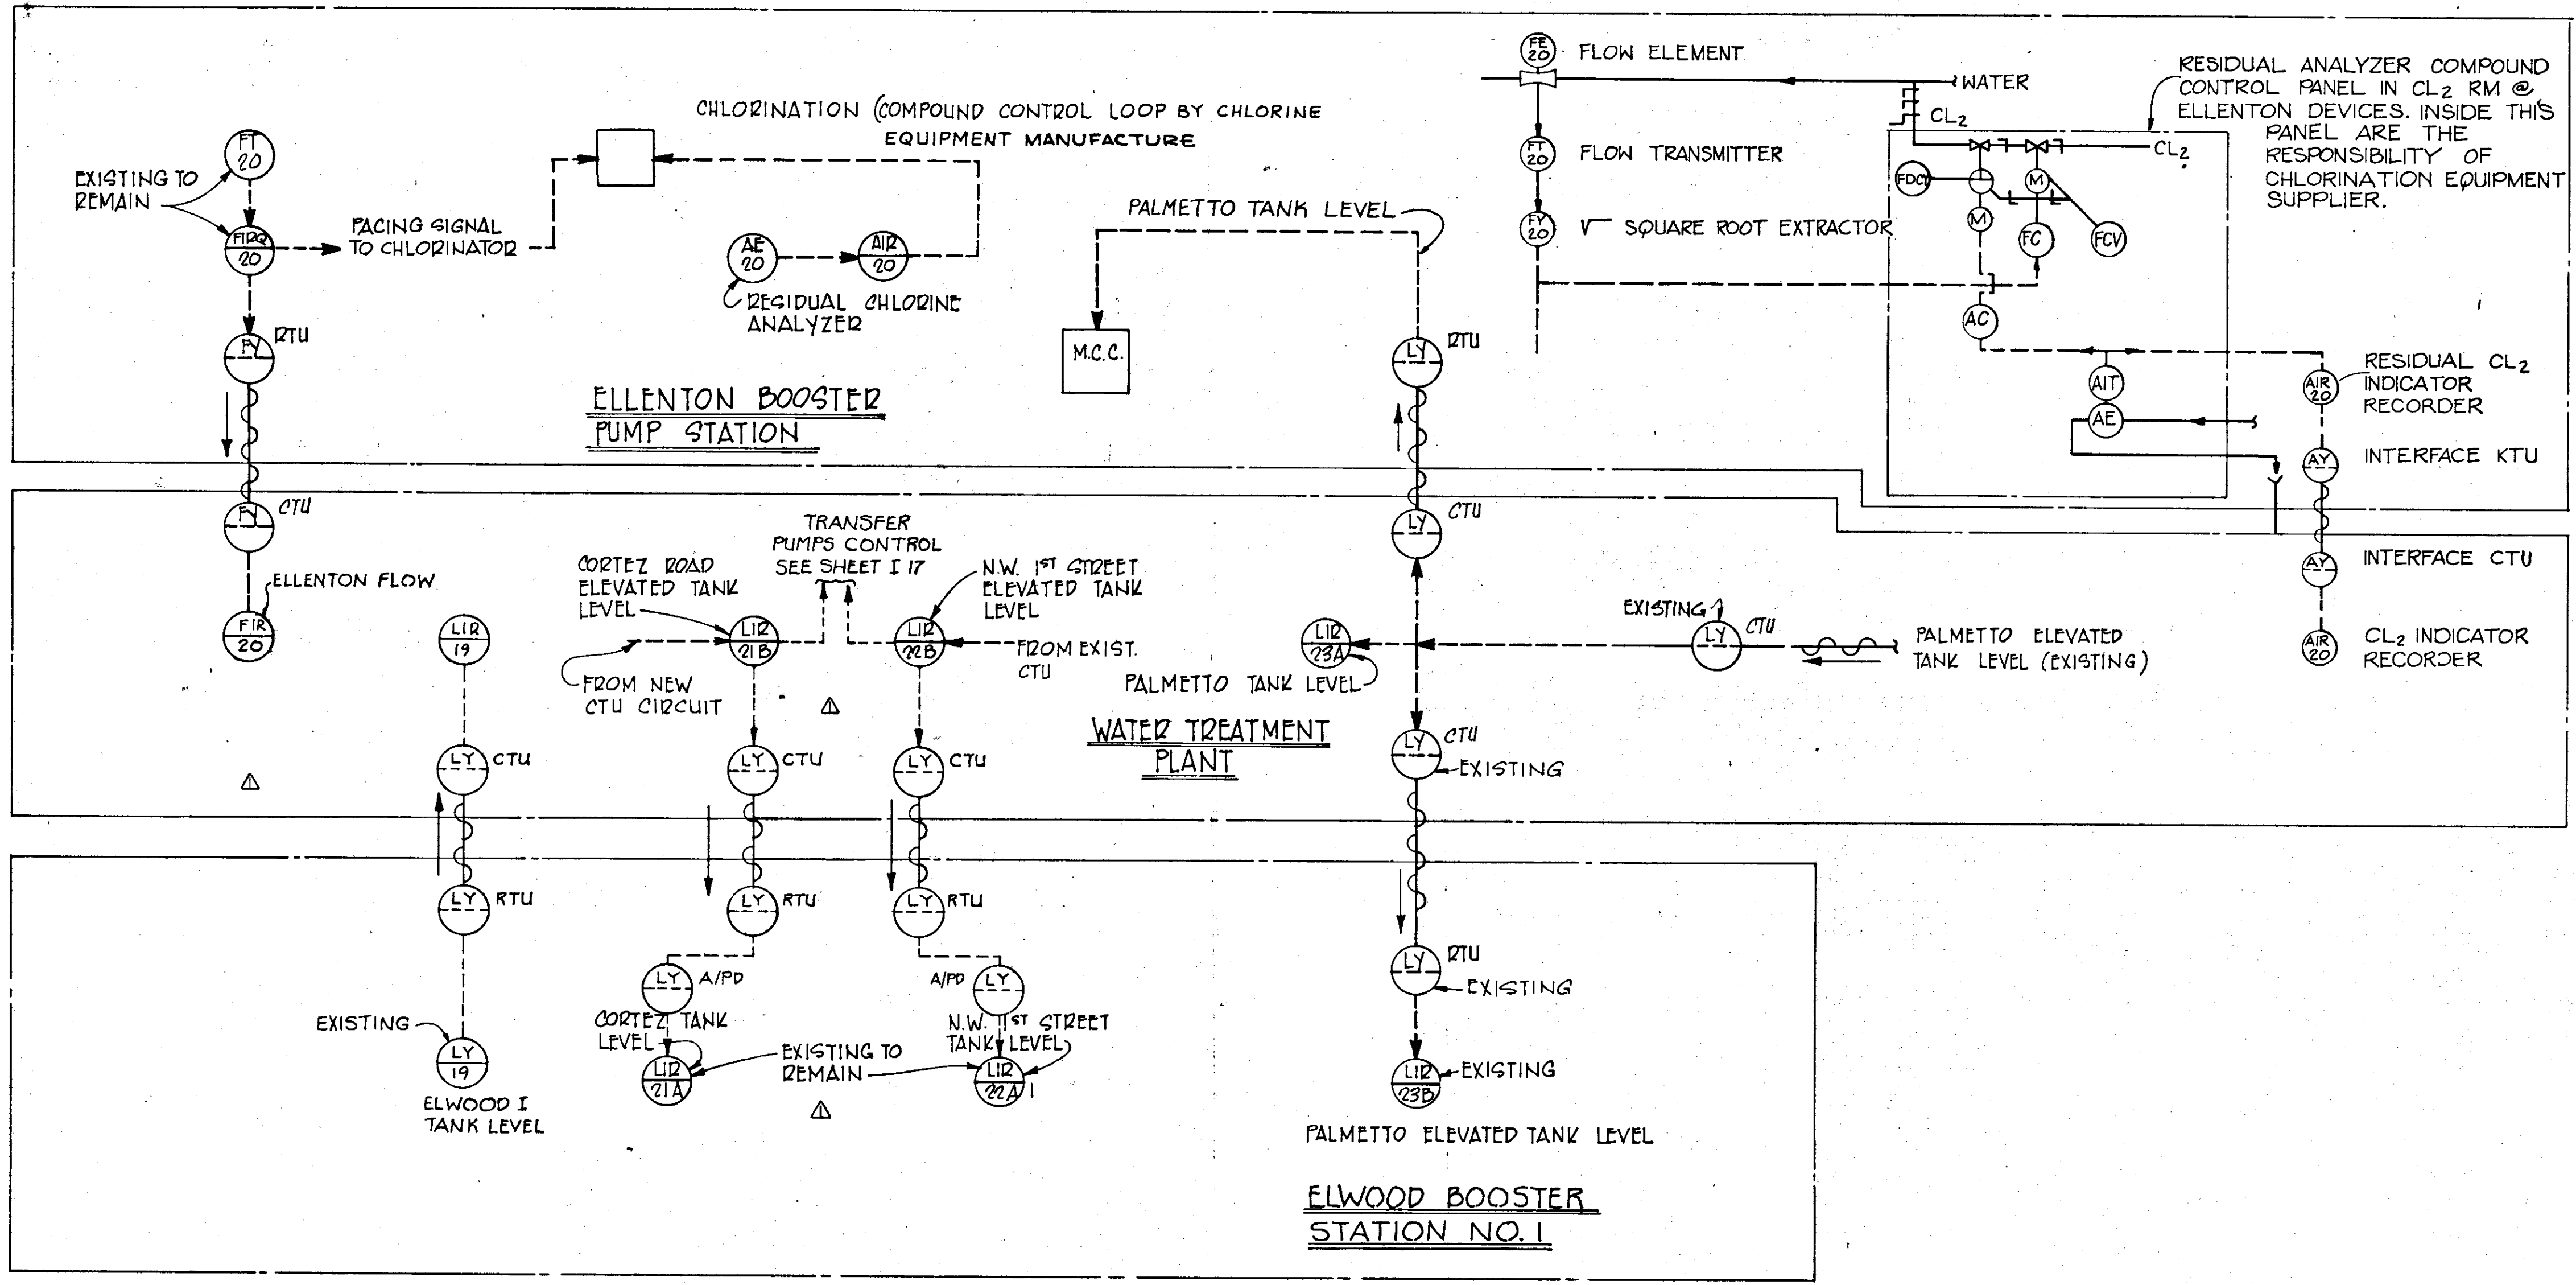 FE
20
FLOW ELEMENT
WATER
CL2
RESIDUAL ANALYZER COMPOUND
CONTROL PANEL IN CL2 RM @
ELLENTON DEVICES. INSIDE THIS
PANEL ARE THE
RESPONSIBILITY OF
CHLORINATION EQUIPMENT
SUPPLIER.
CHLORINATION (COMPOUND CONTROL LOOP BY CHLORINE
EQUIPMENT MANUFACTURE
FT
20
EXISTING TO
REMAIN
FIRQ
20
PACING SIGNAL
TO CHLORINATOR
AE
20
AIR
20
RESIDUAL CHLORINE
ANALYZER
FY
RTU
ELLENTON BOOSTER
PUMP STATION
PALMETTO TANK LEVEL
M.C.C.
LY
RTU
FT
20
FLOW TRANSMITTER
FY
20
√ SQUARE ROOT EXTRACTOR
CL2
FDCV
M
M
FC
FCV
AC
AIT
AE
AIR
20
RESIDUAL CL2
INDICATOR
RECORDER
AY
INTERFACE KTU
FY
CTU
ELLENTON FLOW
FIR
20
LIR
19
TRANSFER
PUMPS CONTROL
SEE SHEET I 17
CORTEZ ROAD
ELEVATED TANK
LEVEL
LIR
21B
FROM NEW
CTU CIRCUIT
N.W. 1ST STREET
ELEVATED TANK
LEVEL
LIR
22B
FROM EXIST.
CTU
1
LY
CTU
LIR
23A
PALMETTO TANK LEVEL
EXISTING
LY
CTU
PALMETTO ELEVATED
TANK LEVEL (EXISTING)
AY
INTERFACE CTU
AIR
20
CL2 INDICATOR
RECORDER
WATER TREATMENT
PLANT
1
LY
CTU
LY
CTU
LY
CTU
LY
CTU
EXISTING
LY
RTU
LY
RTU
LY
RTU
LY
RTU
EXISTING
LY
A/PD
A/PD
LY
EXISTING
LY
19
ELWOOD I
TANK LEVEL
CORTEZ TANK
LEVEL
LIR
21A
EXISTING TO
REMAIN
1
N.W. 1ST STREET
TANK LEVEL
LIR
22A
1
LIR
23B
EXISTING
PALMETTO ELEVATED TANK LEVEL
ELWOOD BOOSTER
STATION NO. 1